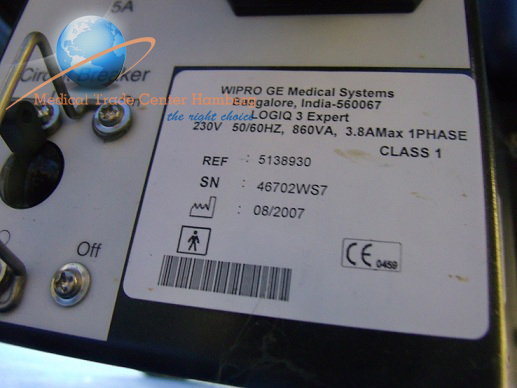 5A
Circuit Breaker
Medical Trade Center Hamburg
the right choice
WIPRO GE Medical Systems
Bangalore, India-560067
LOGIQ 3 Expert
230V 50/60HZ, 860VA, 3.8AMax 1PHASE
CLASS 1
REF : 5138930
SN : 46702WS7
: 08/2007
CE 0459
Off